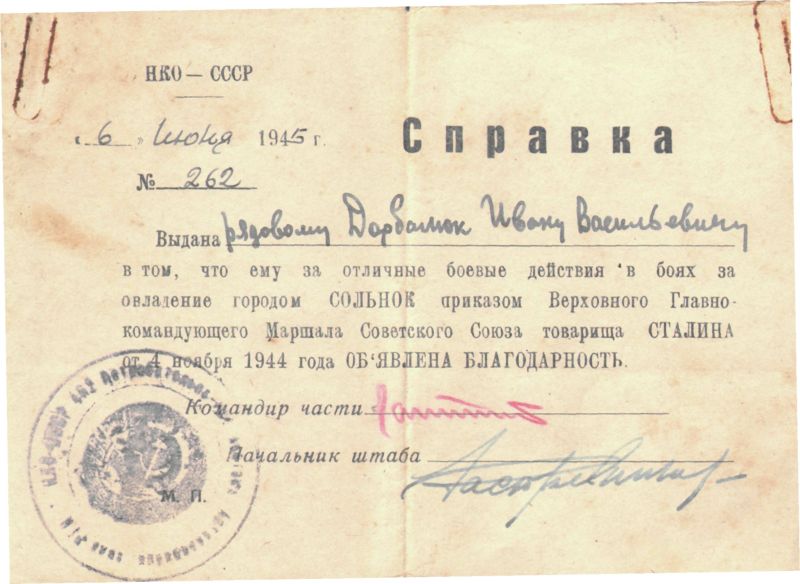 НКО — СССР
„6" июня 1945 г.
Справка
№ 262
Выдана рядовому Дорбалюк Ивану Васильевичу
в том, что ему за отличные боевые действия в боях за
овладение городом СОЛЬНОК приказом Верховного Главно-
командующего Маршала Советского Союза товарища СТАЛИНА
от 4 ноября 1944 года ОБ'ЯВЛЕНА БЛАГОДАРНОСТЬ.
Командир части
Начальник штаба
М. П.